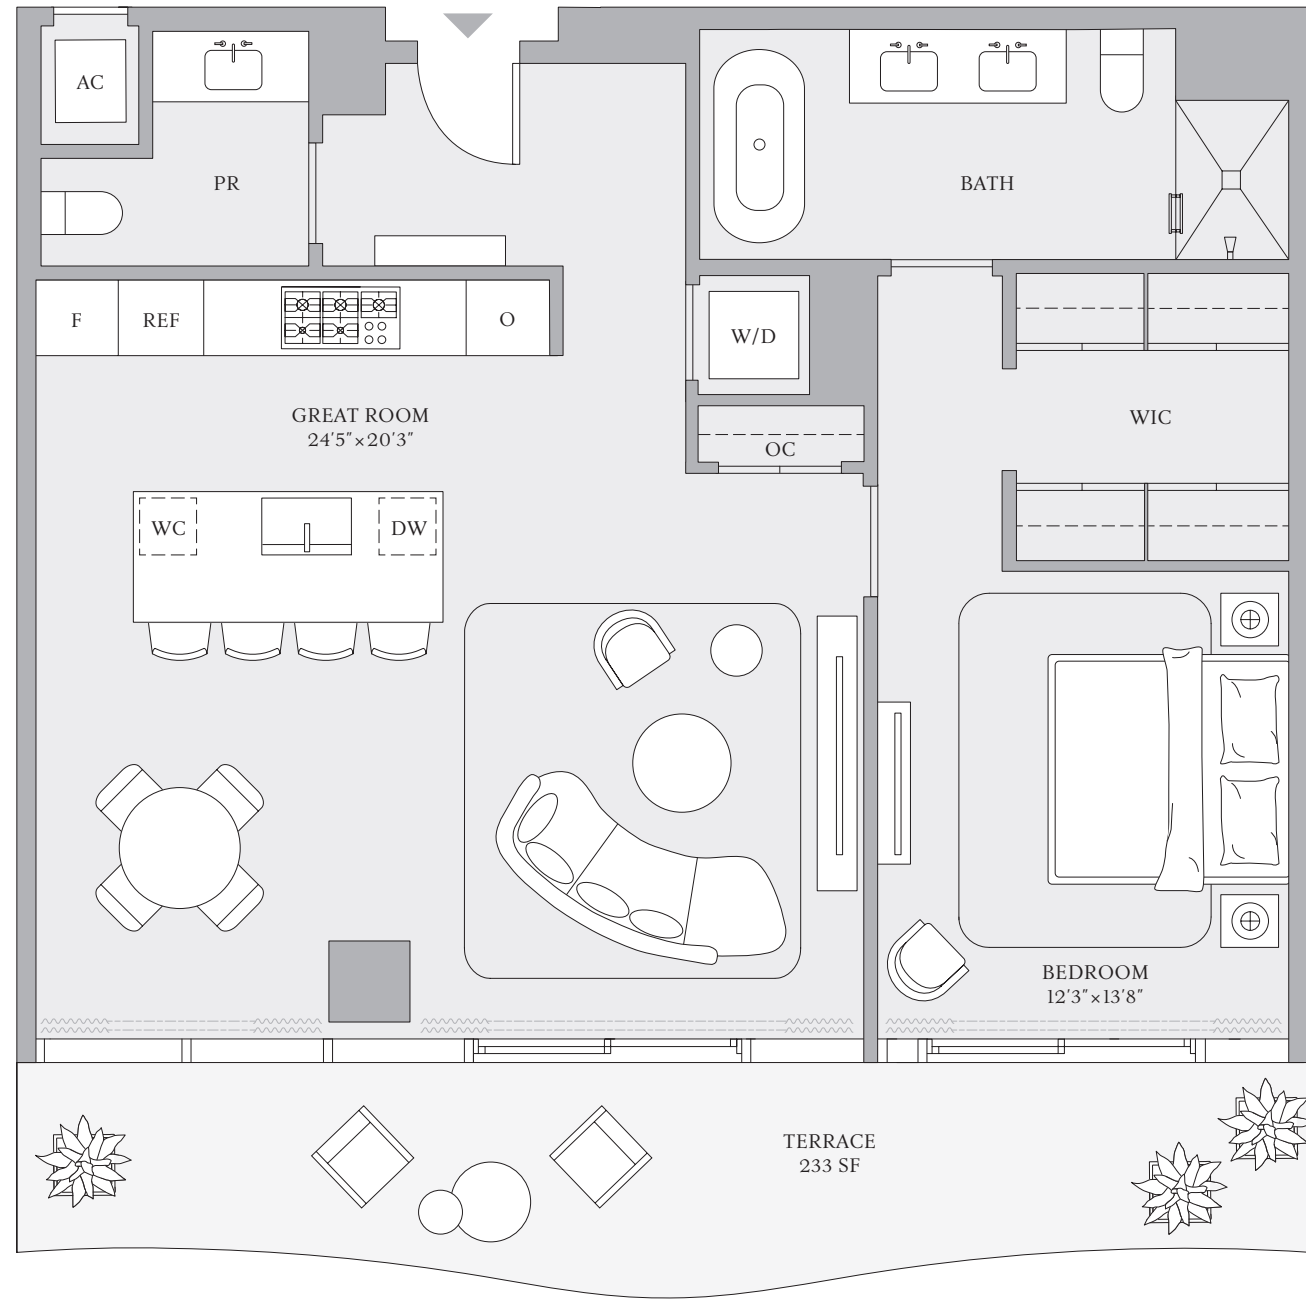 AC
PR
BATH
F
REF
O
W/D
GREAT ROOM
24'5"×20'3"
WIC
OC
WC
DW
BEDROOM
12'3"×13'8"
TERRACE
233 SF